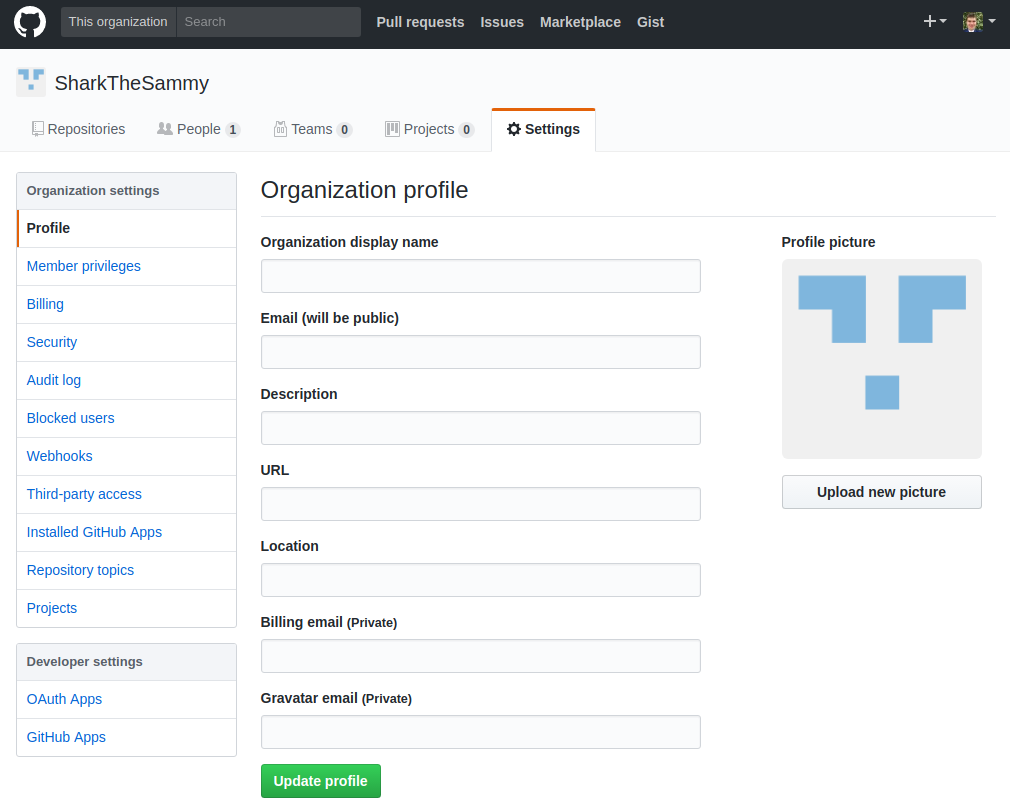 This organization Search Pull requests Issues Marketplace Gist
SharkTheSammy
Repositories People 1 Teams 0 Projects 0 Settings
Organization settings
Profile
Member privileges
Billing
Security
Audit log
Blocked users
Webhooks
Third-party access
Installed GitHub Apps
Repository topics
Projects
Developer settings
OAuth Apps
GitHub Apps
Organization profile
Organization display name
Email (will be public)
Description
URL
Location
Billing email (Private)
Gravatar email (Private)
Update profile
Profile picture
Upload new picture